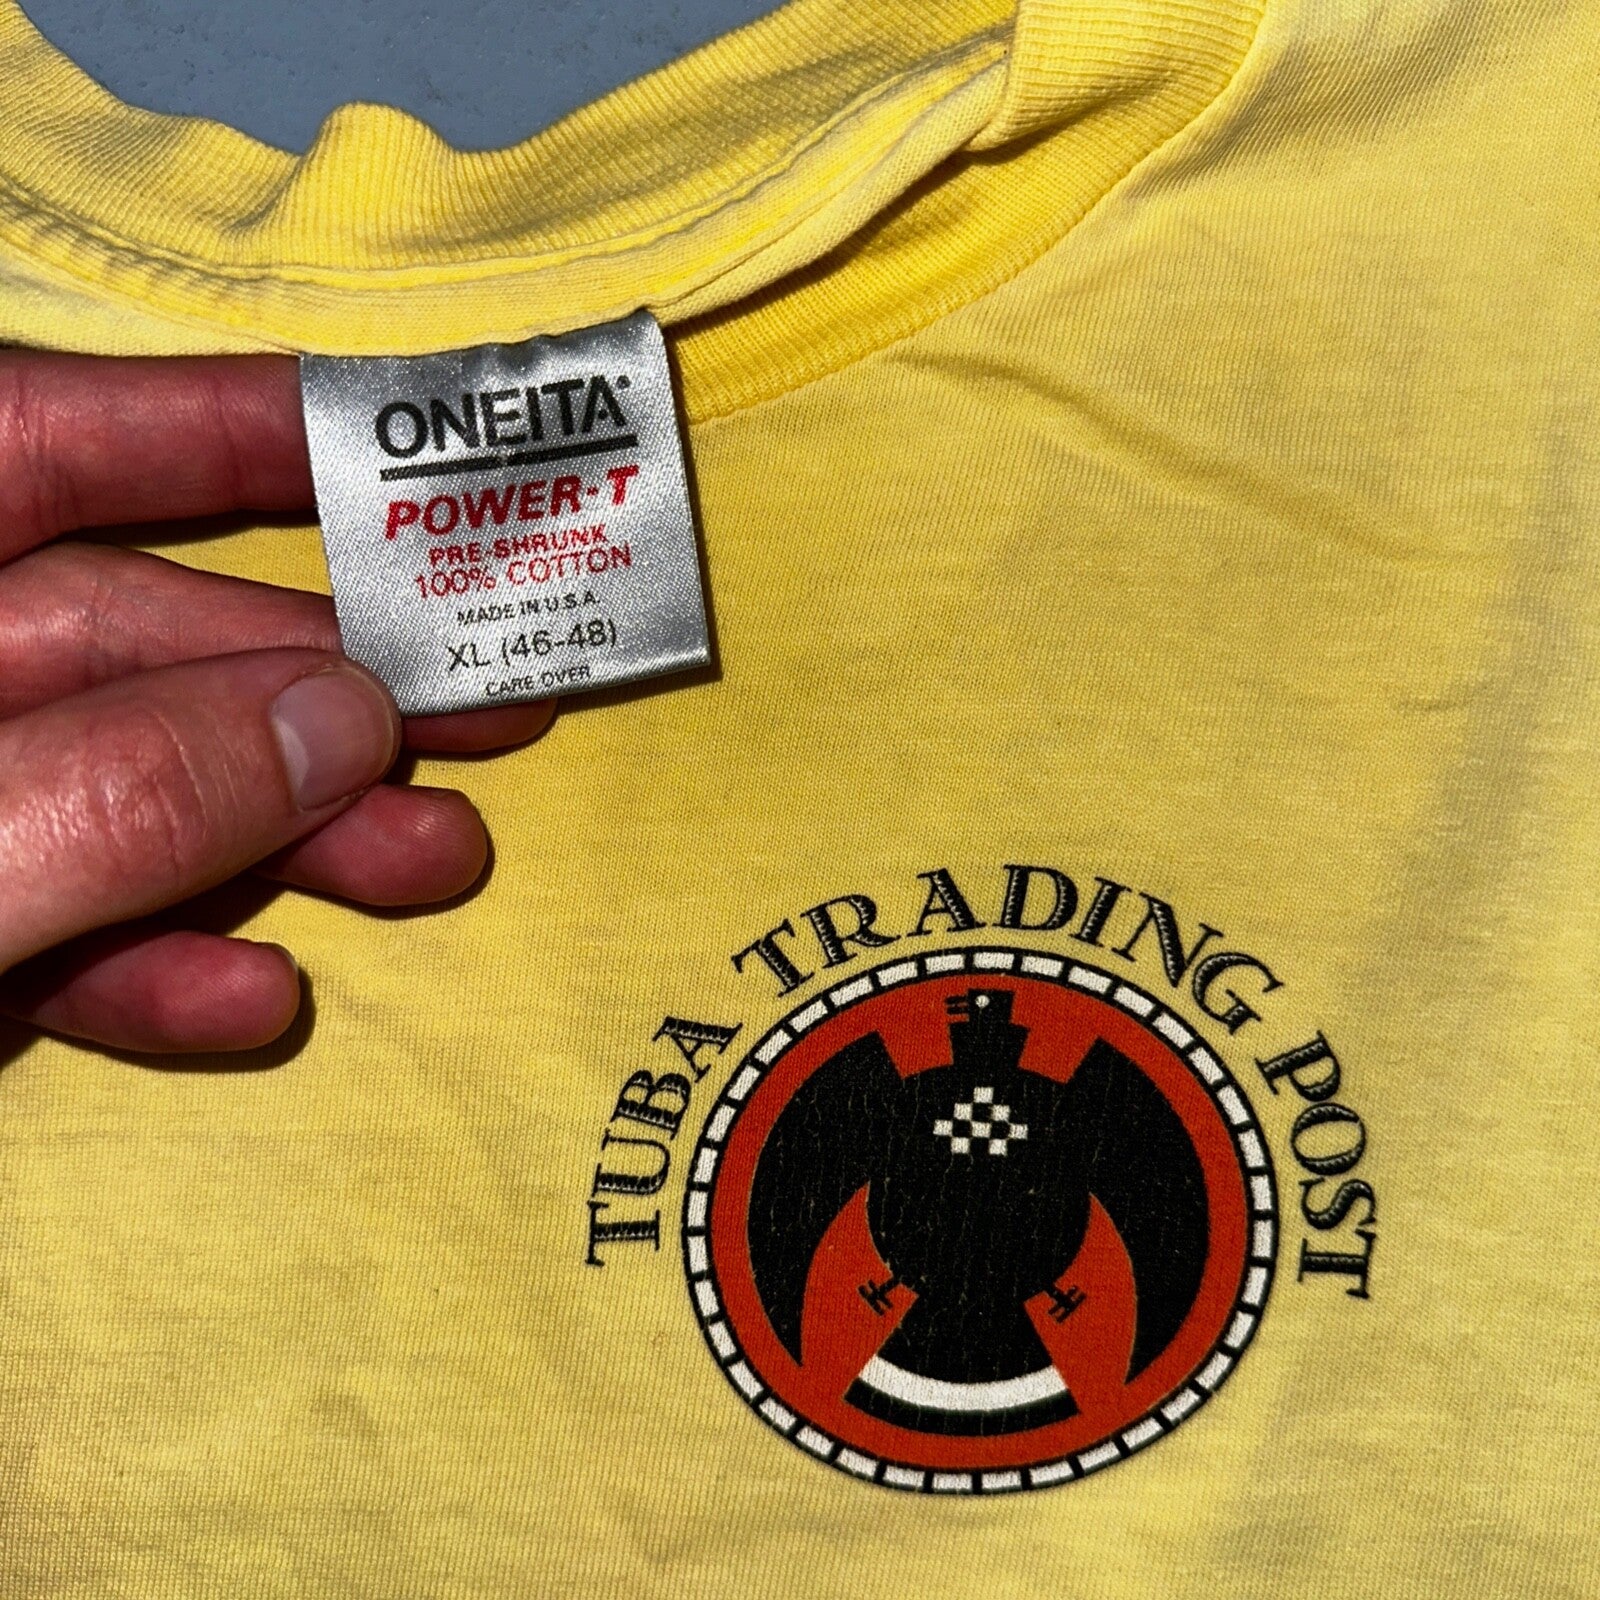 ONEITA
POWER-T
PRE-SHRUNK
100% COTTON
MADE IN U.S.A.
XL (46-48)
CARE OVER
TUBA TRADING POST